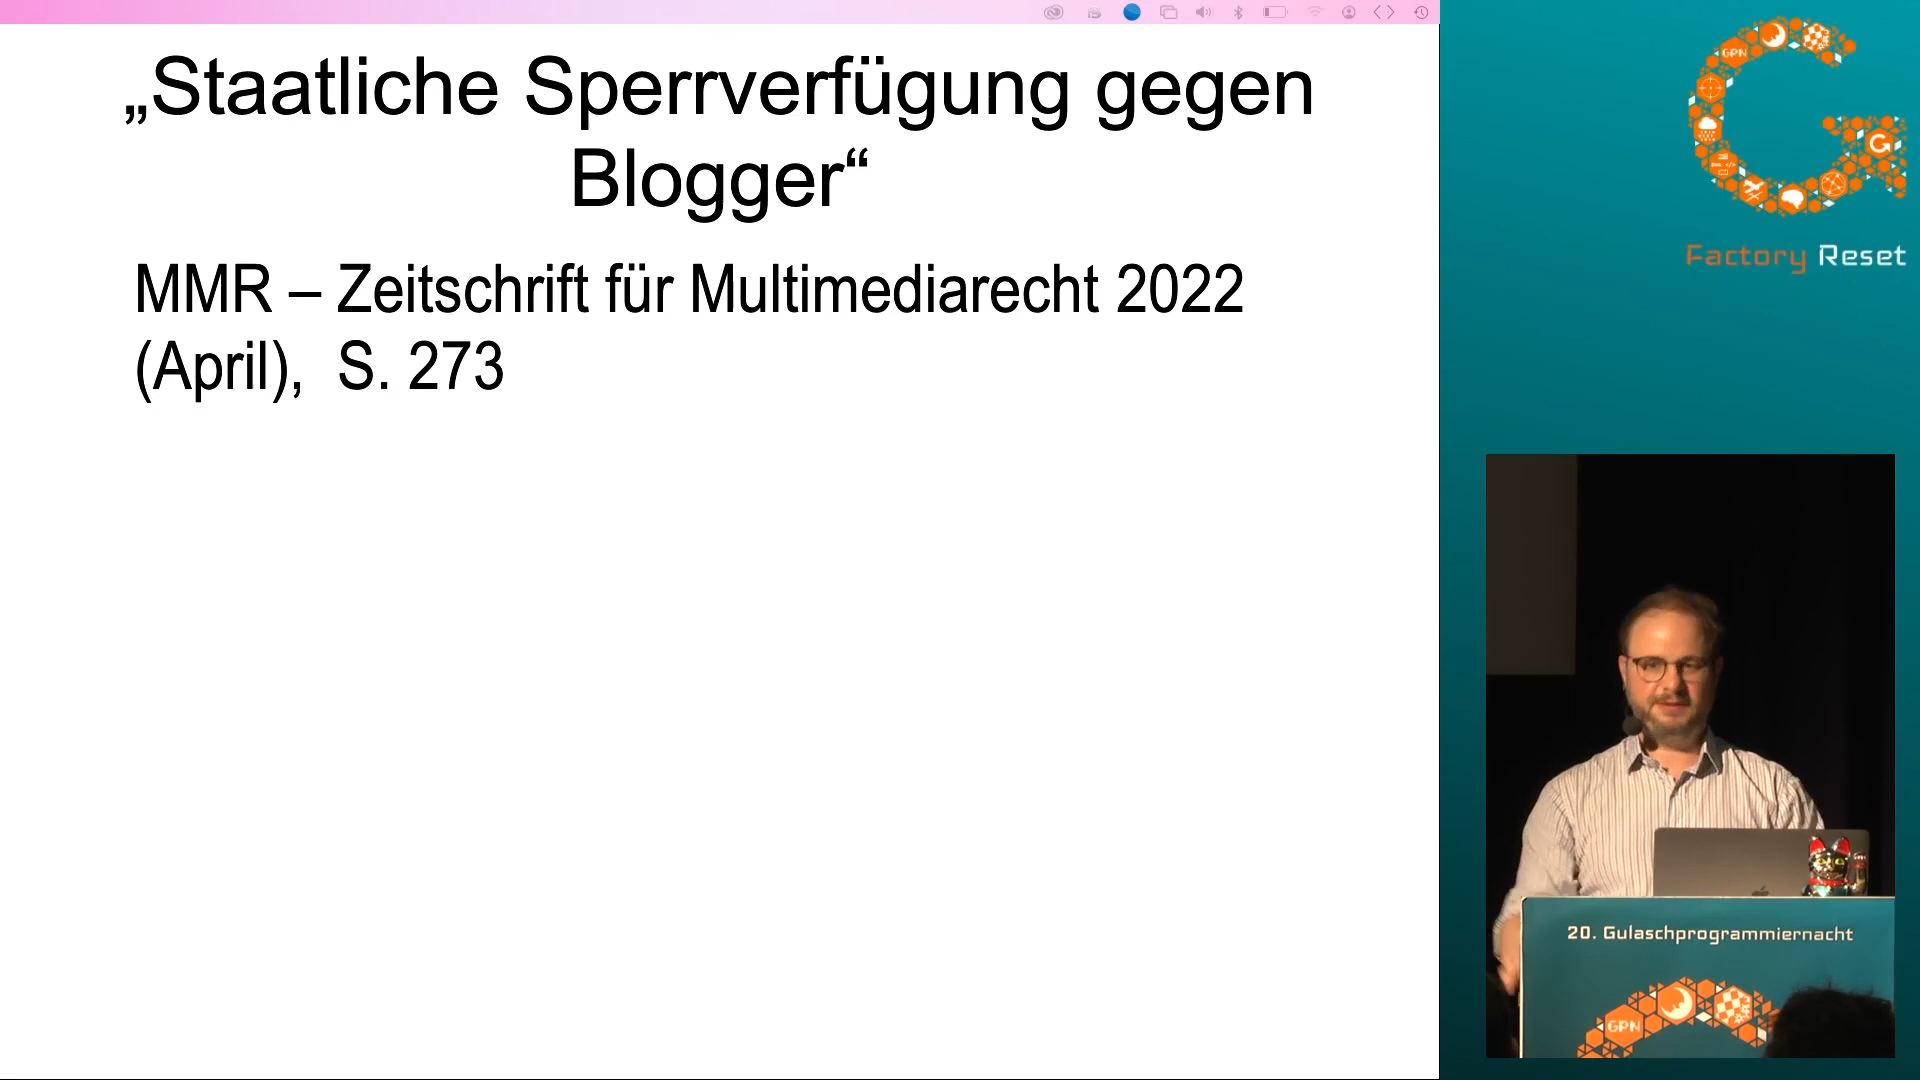 „Staatliche Sperrverfügung gegen
Blogger“
MMR – Zeitschrift für Multimediarecht 2022
(April), S. 273
GPN
Factory Reset
20. Gulaschprogrammiernacht
GPN